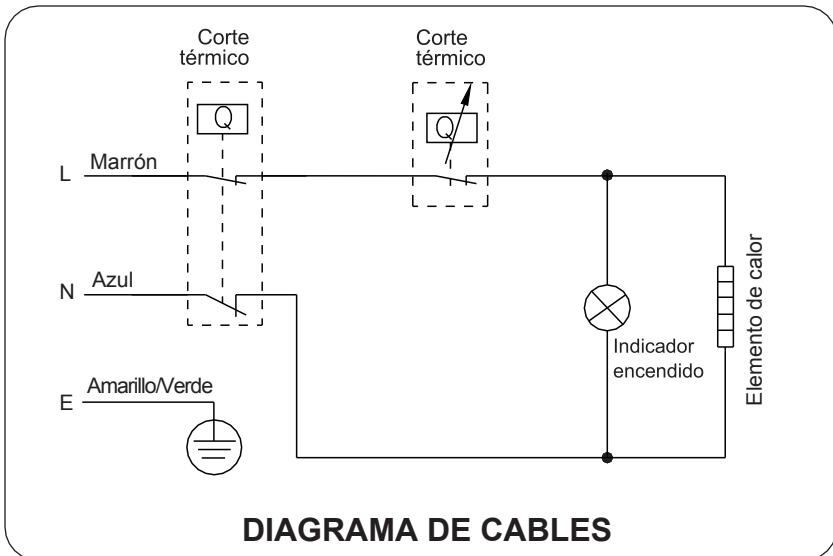 Corte
térmico
Corte
térmico
Q
Q
L
Marrón
N
Azul
Elemento de calor
Indicador
encendido
E
Amarillo/Verde
DIAGRAMA DE CABLES